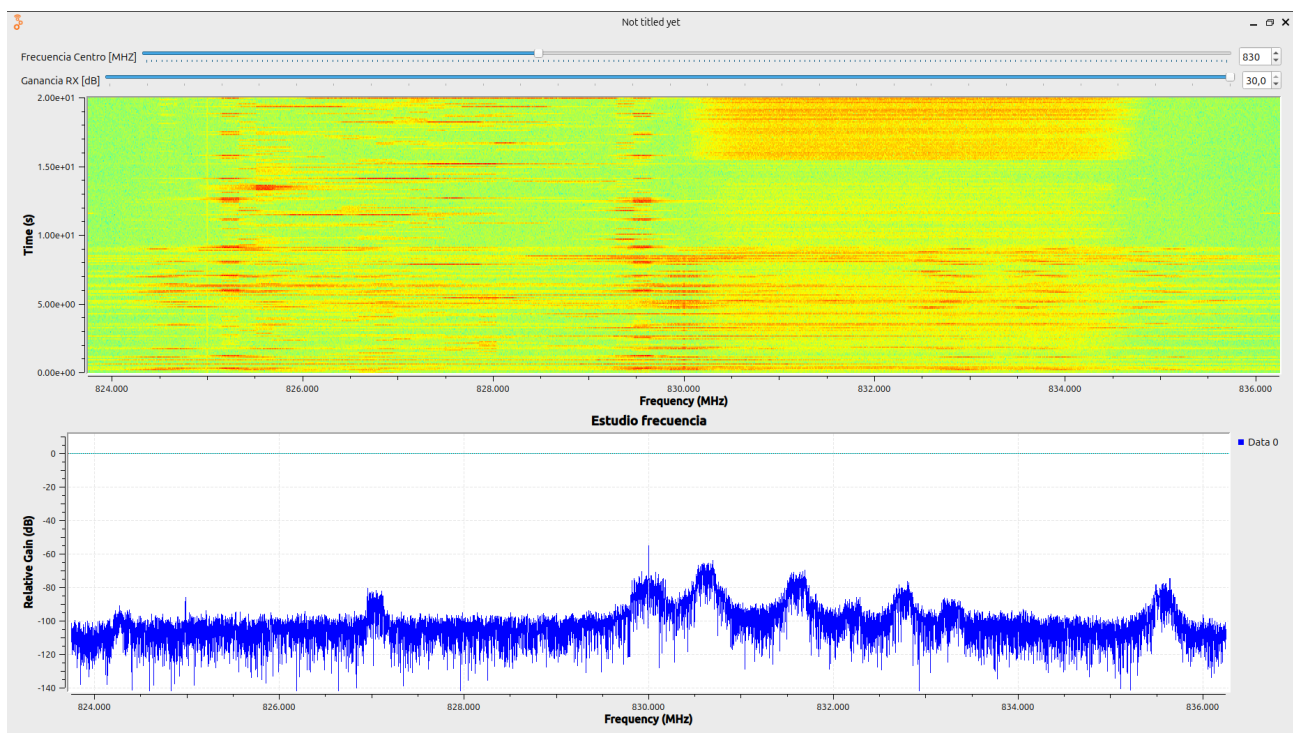 Not titled yet
Frecuencia Centro [MHZ] 830
Ganancia RX [dB] 30,0
2.00e+01
1.50e+01
1.00e+01
5.00e+00
0.00e+00
Time (s)
824.000 826.000 828.000 830.000 832.000 834.000 836.000
Frequency (MHz)
Estudio frecuencia
Data 0
0
-20
-40
-60
-80
-100
-120
-140
Relative Gain (dB)
824.000 826.000 828.000 830.000 832.000 834.000 836.000
Frequency (MHz)